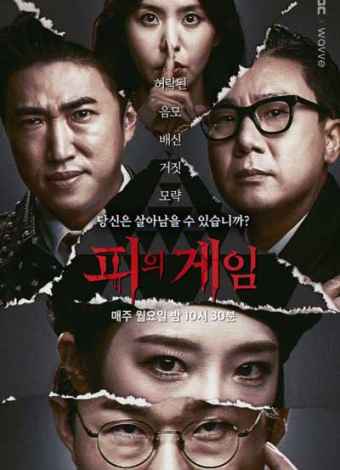 wavve
허락된
음모
배신
거짓
모략
당신은 살아남을 수 있습니까?
피의 게임
매주 월요일 밤 10시 30분